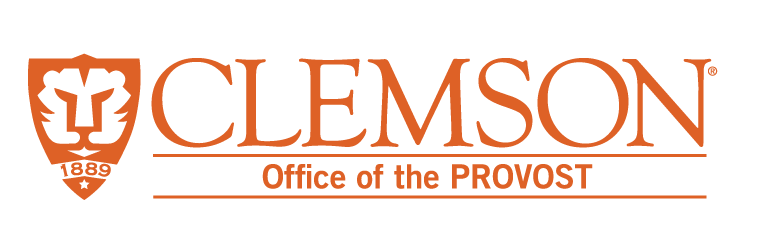 CLEMSON®
1889
Office of the PROVOST